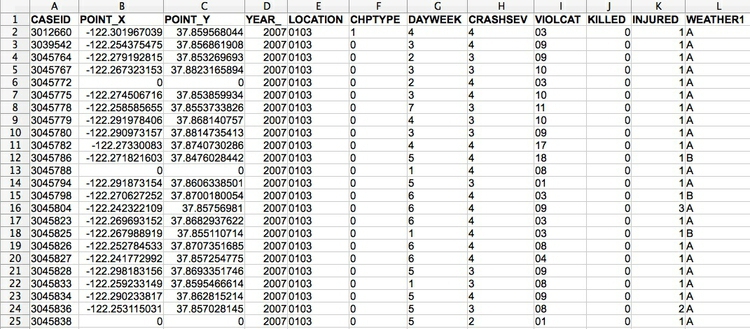 A B C D E F G H I J K L
1 CASEID POINT_X POINT_Y YEAR_ LOCATION CHPTYPE DAYWEEK CRASHSEV VIOLCAT KILLED INJURED WEATHER1
2 3012660 -122.301967039 37.859568044 2007 0103 1 4 4 03 0 1 A
3 3039542 -122.254375475 37.856861908 2007 0103 0 3 4 09 0 1 A
4 3045764 -122.279192815 37.853269693 2007 0103 0 2 3 09 0 1 A
5 3045767 -122.267323153 37.8823165894 2007 0103 0 3 3 10 0 1 A
6 3045772 0 0 2007 0103 0 2 4 03 0 1 A
7 3045775 -122.274506716 37.853859934 2007 0103 0 3 4 10 0 1 A
8 3045778 -122.258585655 37.8553733826 2007 0103 0 7 3 11 0 1 A
9 3045779 -122.291978406 37.868140757 2007 0103 0 4 3 10 0 1 A
10 3045780 -122.290973157 37.8814735413 2007 0103 0 3 3 09 0 1 A
11 3045782 -122.27330083 37.8740730286 2007 0103 0 4 4 17 0 1 A
12 3045786 -122.271821603 37.8476028442 2007 0103 0 5 4 18 0 1 B
13 3045788 0 0 2007 0103 0 1 4 08 0 1 A
14 3045794 -122.291873154 37.8606338501 2007 0103 0 5 3 01 0 1 A
15 3045798 -122.270627252 37.8700180054 2007 0103 0 6 4 03 0 1 B
16 3045804 -122.242322109 37.85756981 2007 0103 0 6 4 09 0 3 A
17 3045823 -122.269693152 37.8682937622 2007 0103 0 6 4 03 0 1 A
18 3045825 -122.267988919 37.855110714 2007 0103 0 1 4 03 0 1 B
19 3045826 -122.252784533 37.8707351685 2007 0103 0 6 4 08 0 1 A
20 3045827 -122.241772992 37.857254775 2007 0103 0 6 4 04 0 1 A
21 3045828 -122.298183156 37.8693351746 2007 0103 0 5 3 09 0 1 A
22 3045833 -122.259233149 37.8595466614 2007 0103 0 1 3 08 0 1 A
23 3045834 -122.290233817 37.862815214 2007 0103 0 5 4 09 0 1 A
24 3045836 -122.253115031 37.857028145 2007 0103 0 5 3 08 0 2 A
25 3045838 0 0 2007 0103 0 5 2 01 0 1 A